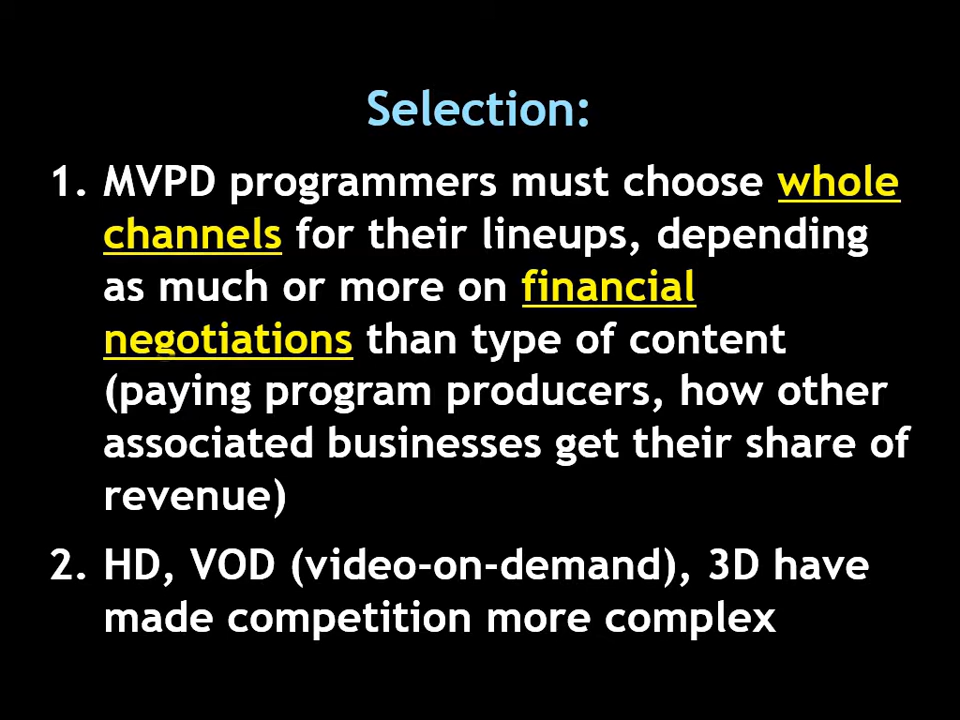 Selection:
1. MVPD programmers must choose whole
channels for their lineups, depending
as much or more on financial
negotiations than type of content
(paying program producers, how other
associated businesses get their share of
revenue)
2. HD, VOD (video-on-demand), 3D have
made competition more complex